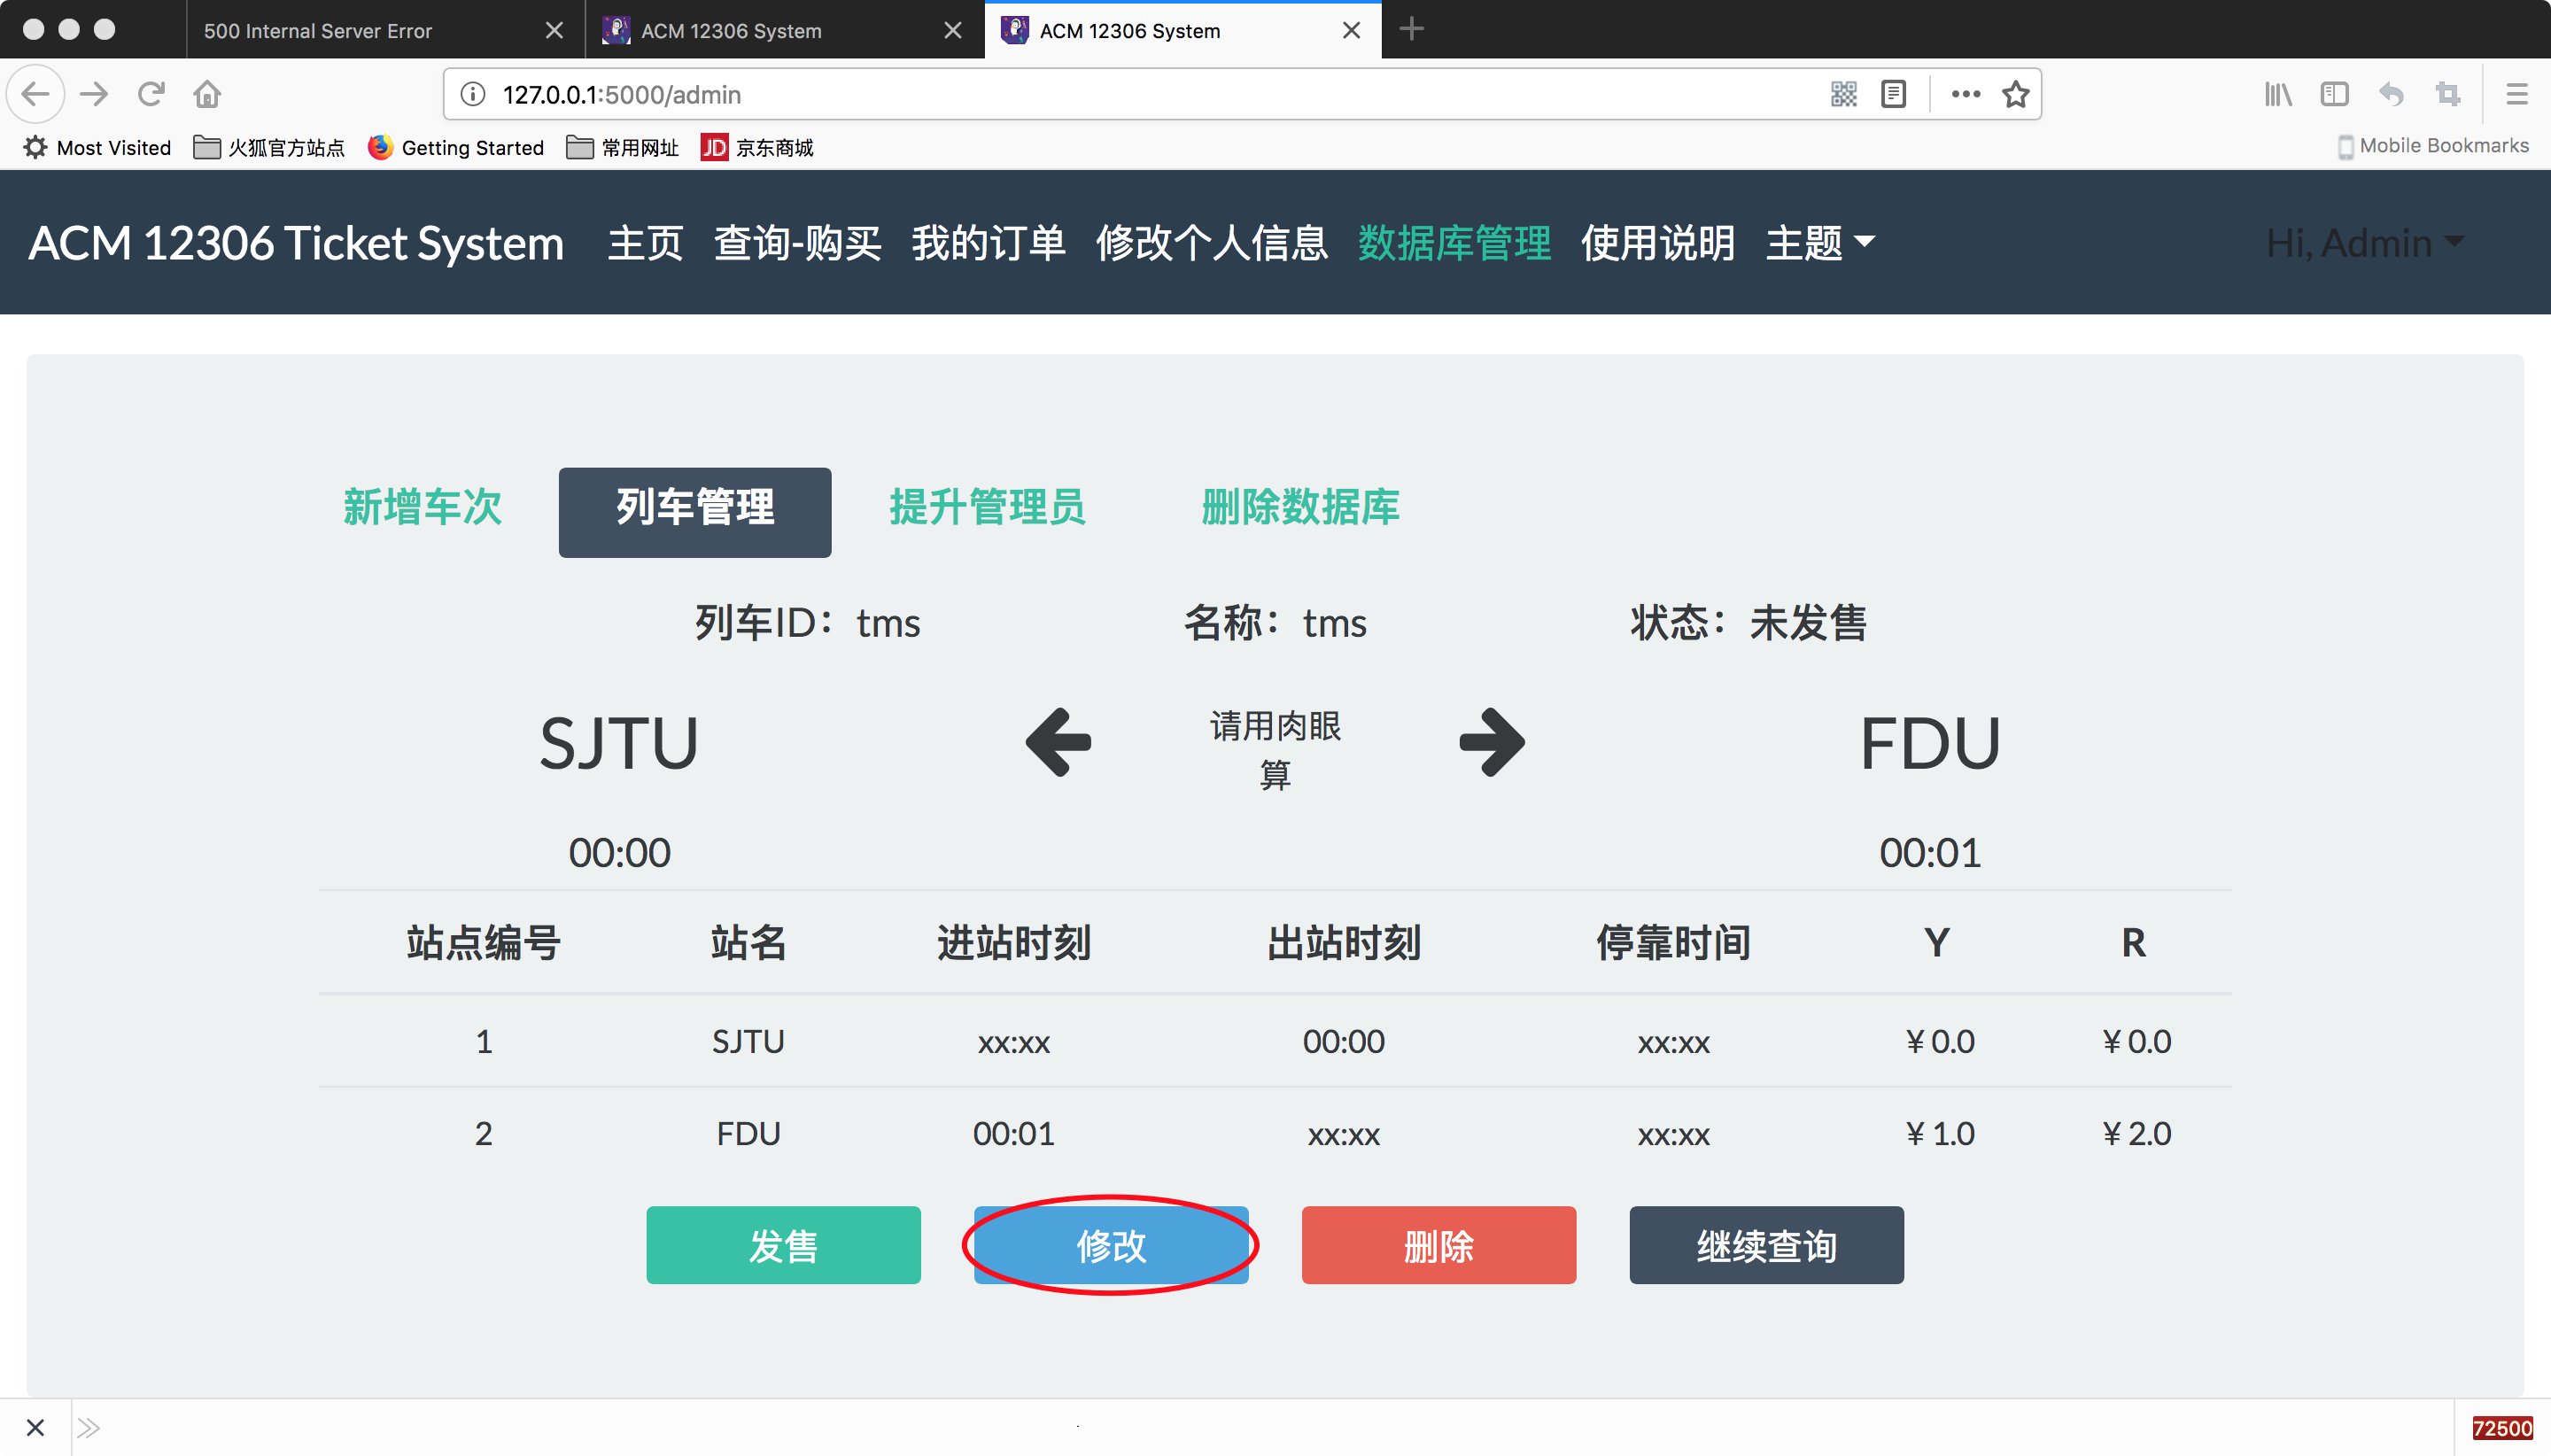 500 Internal Server Error
ACM 12306 System
ACM 12306 System
127.0.0.1:5000/admin
Most Visited 火狐官方站点 Getting Started 常用网址 JD 京东商城 Mobile Bookmarks
ACM 12306 Ticket System 主页 查询-购买 我的订单 修改个人信息 数据库管理 使用说明 主题 Hi, Admin
新增车次 列车管理 提升管理员 删除数据库
列车ID：tms 名称：tms 状态：未发售
SJTU 请用肉眼 FDU
算
00:00 00:01
站点编号 站名 进站时刻 出站时刻 停靠时间 Y R
1 SJTU xx:xx 00:00 xx:xx ¥ 0.0 ¥ 0.0
2 FDU 00:01 xx:xx xx:xx ¥ 1.0 ¥ 2.0
发售 修改 删除 继续查询
72500